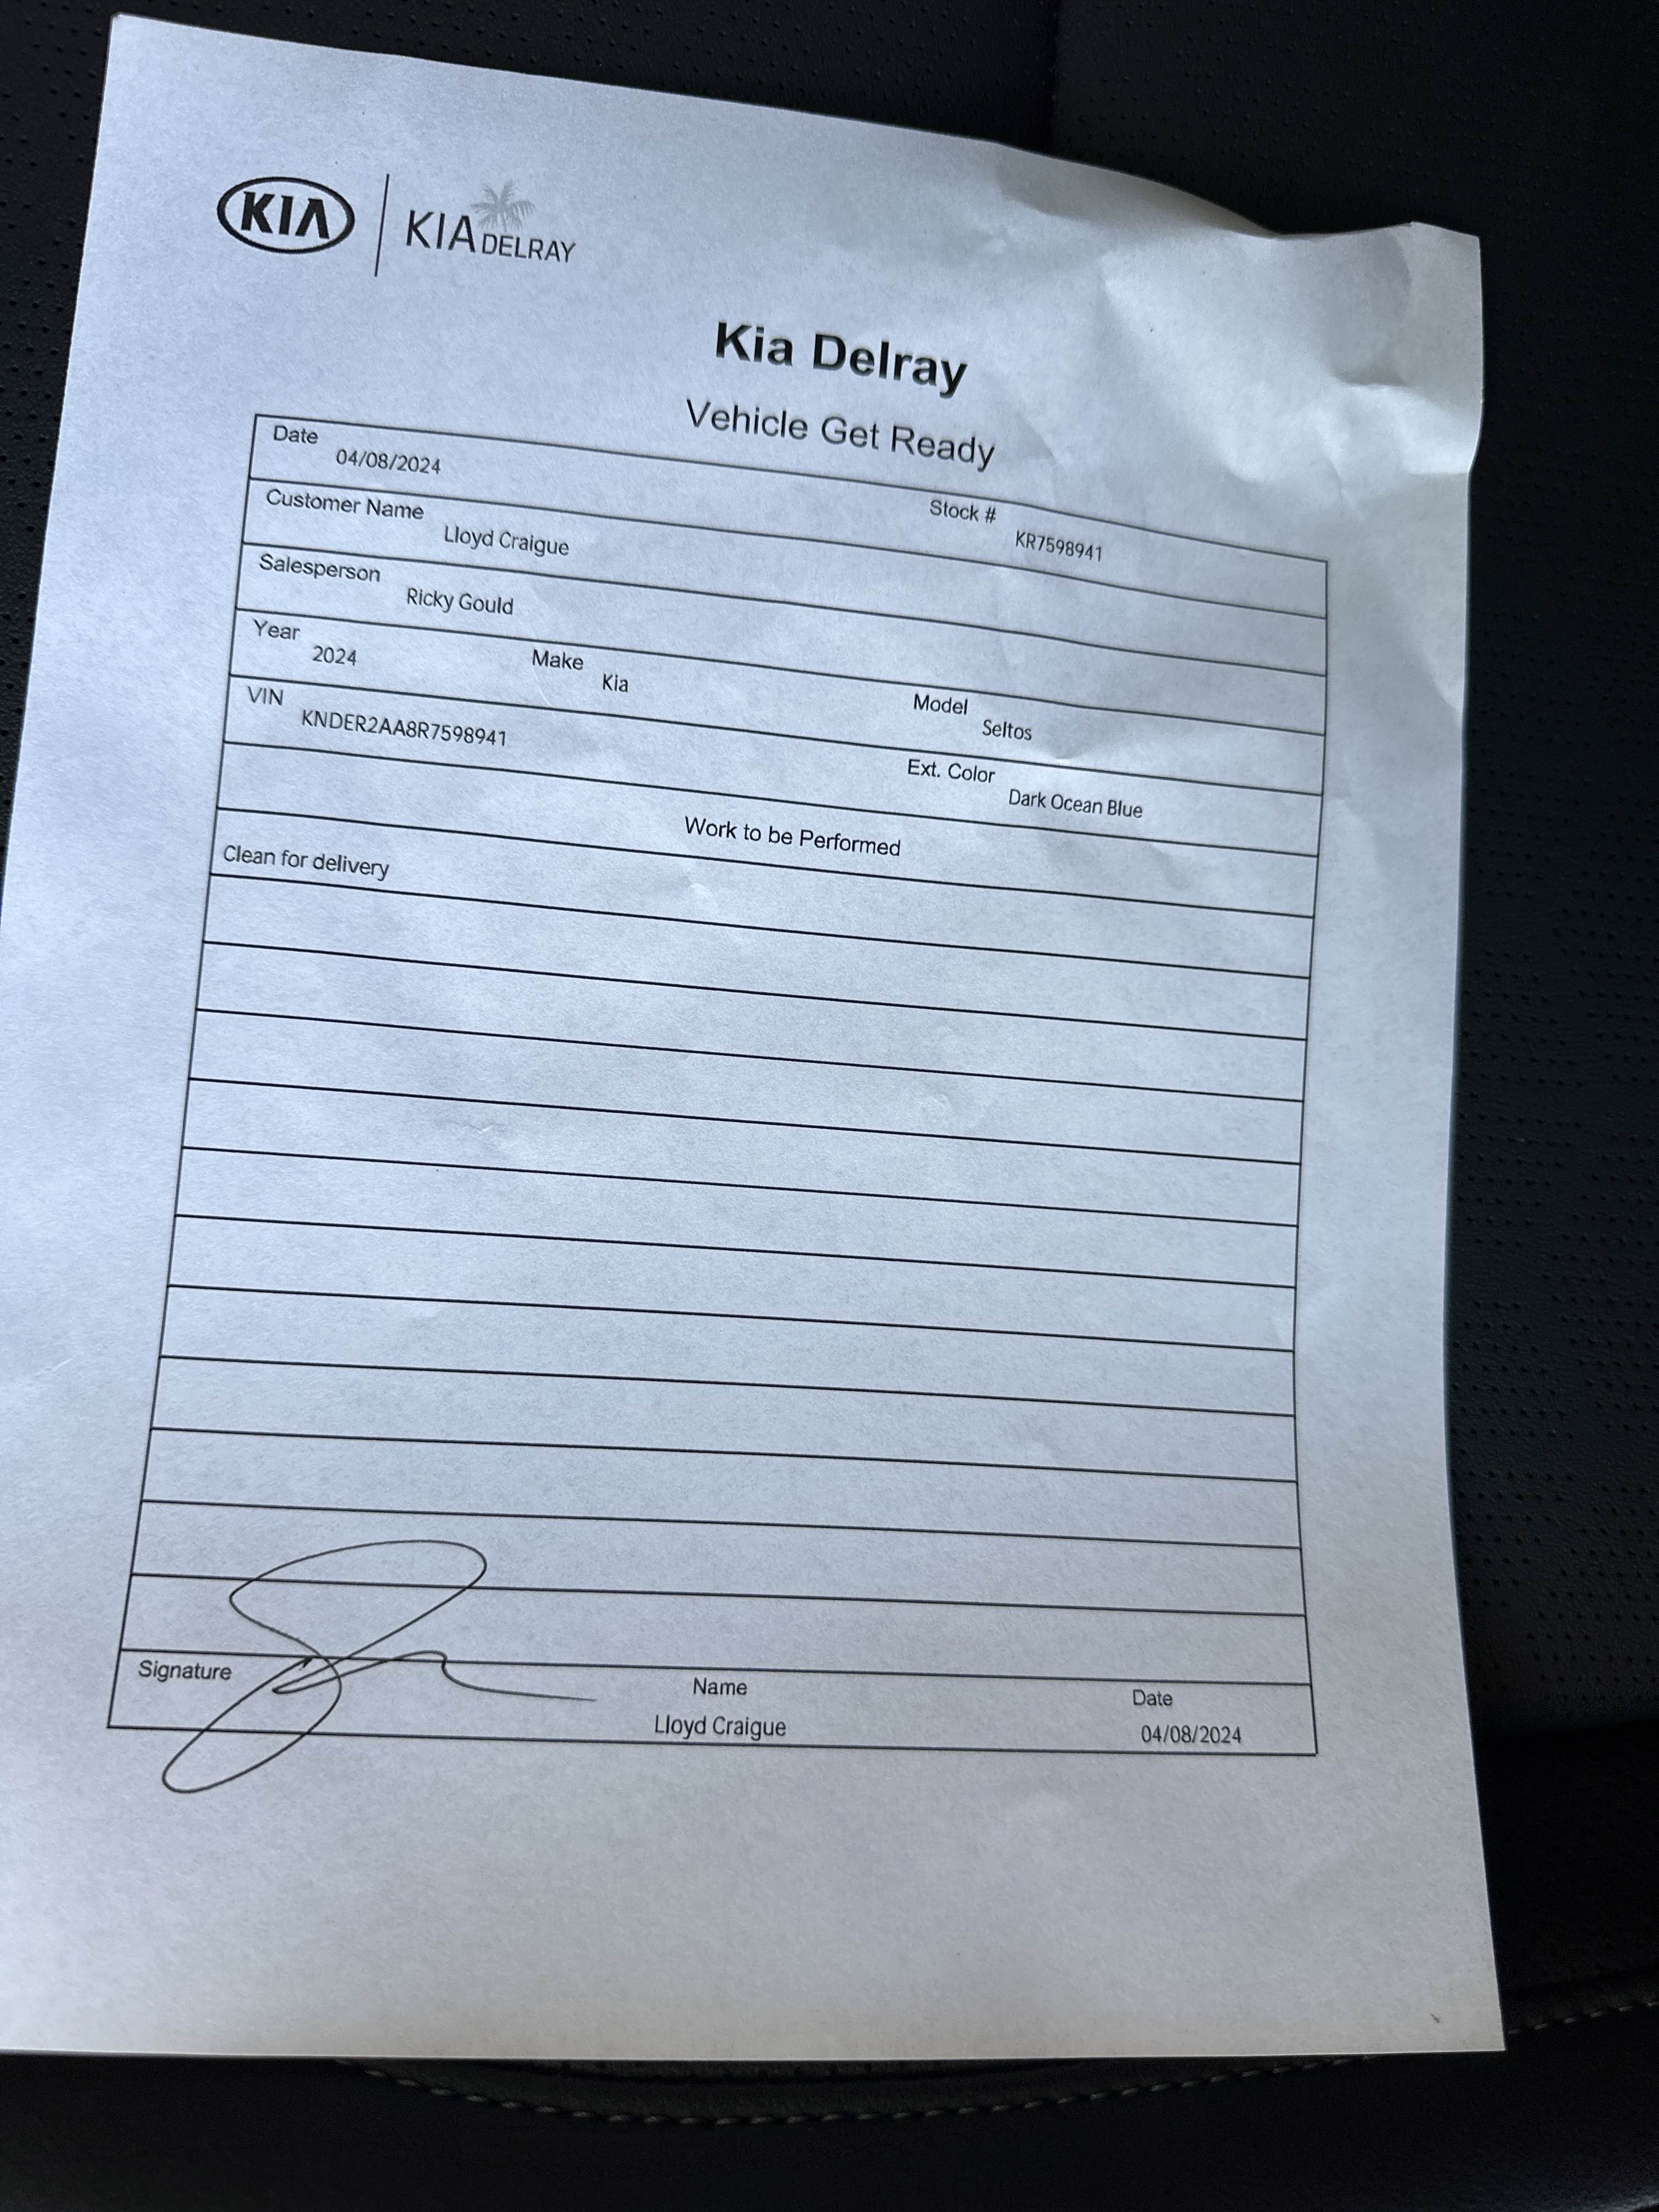 KIA KIA DELRAY
Kia Delray
Vehicle Get Ready
Date 04/08/2024 Stock # KR7598941
Customer Name Lloyd Craigue
Salesperson Ricky Gould
Year 2024 Make Kia Model Seltos
VIN KNDER2AA8R7598941 Ext. Color Dark Ocean Blue
Work to be Performed
Clean for delivery
Signature Name Date
Lloyd Craigue 04/08/2024